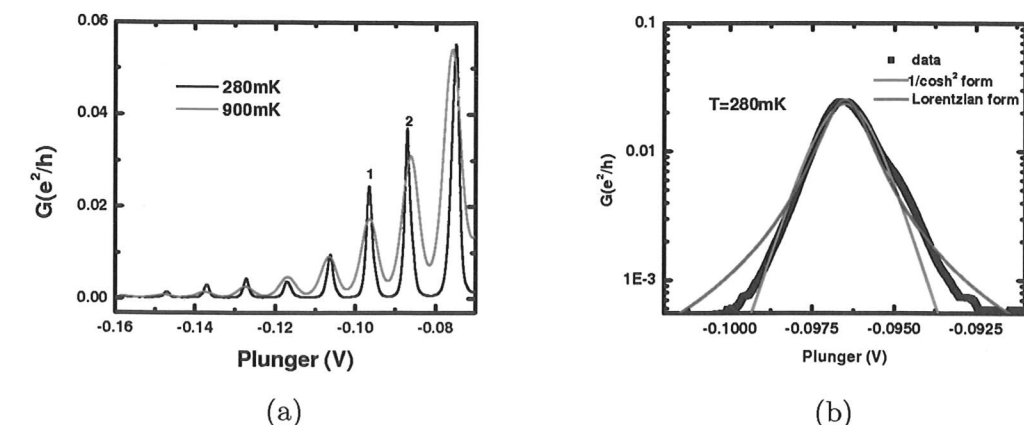 0.06
0.04
0.02
0.00
G(e²/h)
280mK
900mK
1
2
-0.16
-0.14
-0.12
-0.10
-0.08
Plunger (V)
(a)
0.1
0.01
1E-3
G(e²/h)
T=280mK
data
1/cosh² form
Lorentzian form
-0.1000
-0.0975
-0.0950
-0.0925
Plunger (V)
(b)